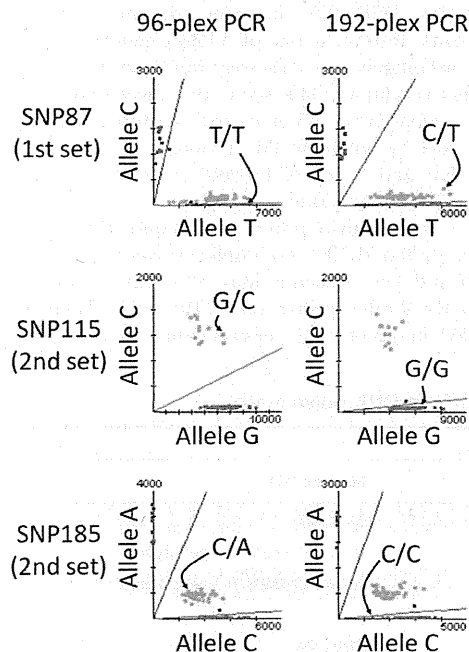 96-plex PCR 192-plex PCR
SNP87
(1st set)
3000
Allele C
T/T
7000
Allele T
3000
Allele C
C/T
6000
Allele T
SNP115
(2nd set)
2000
Allele C
G/C
10000
Allele G
2000
Allele C
G/G
9000
Allele G
SNP185
(2nd set)
4000
Allele A
C/A
6000
Allele C
3000
Allele A
C/C
5000
Allele C